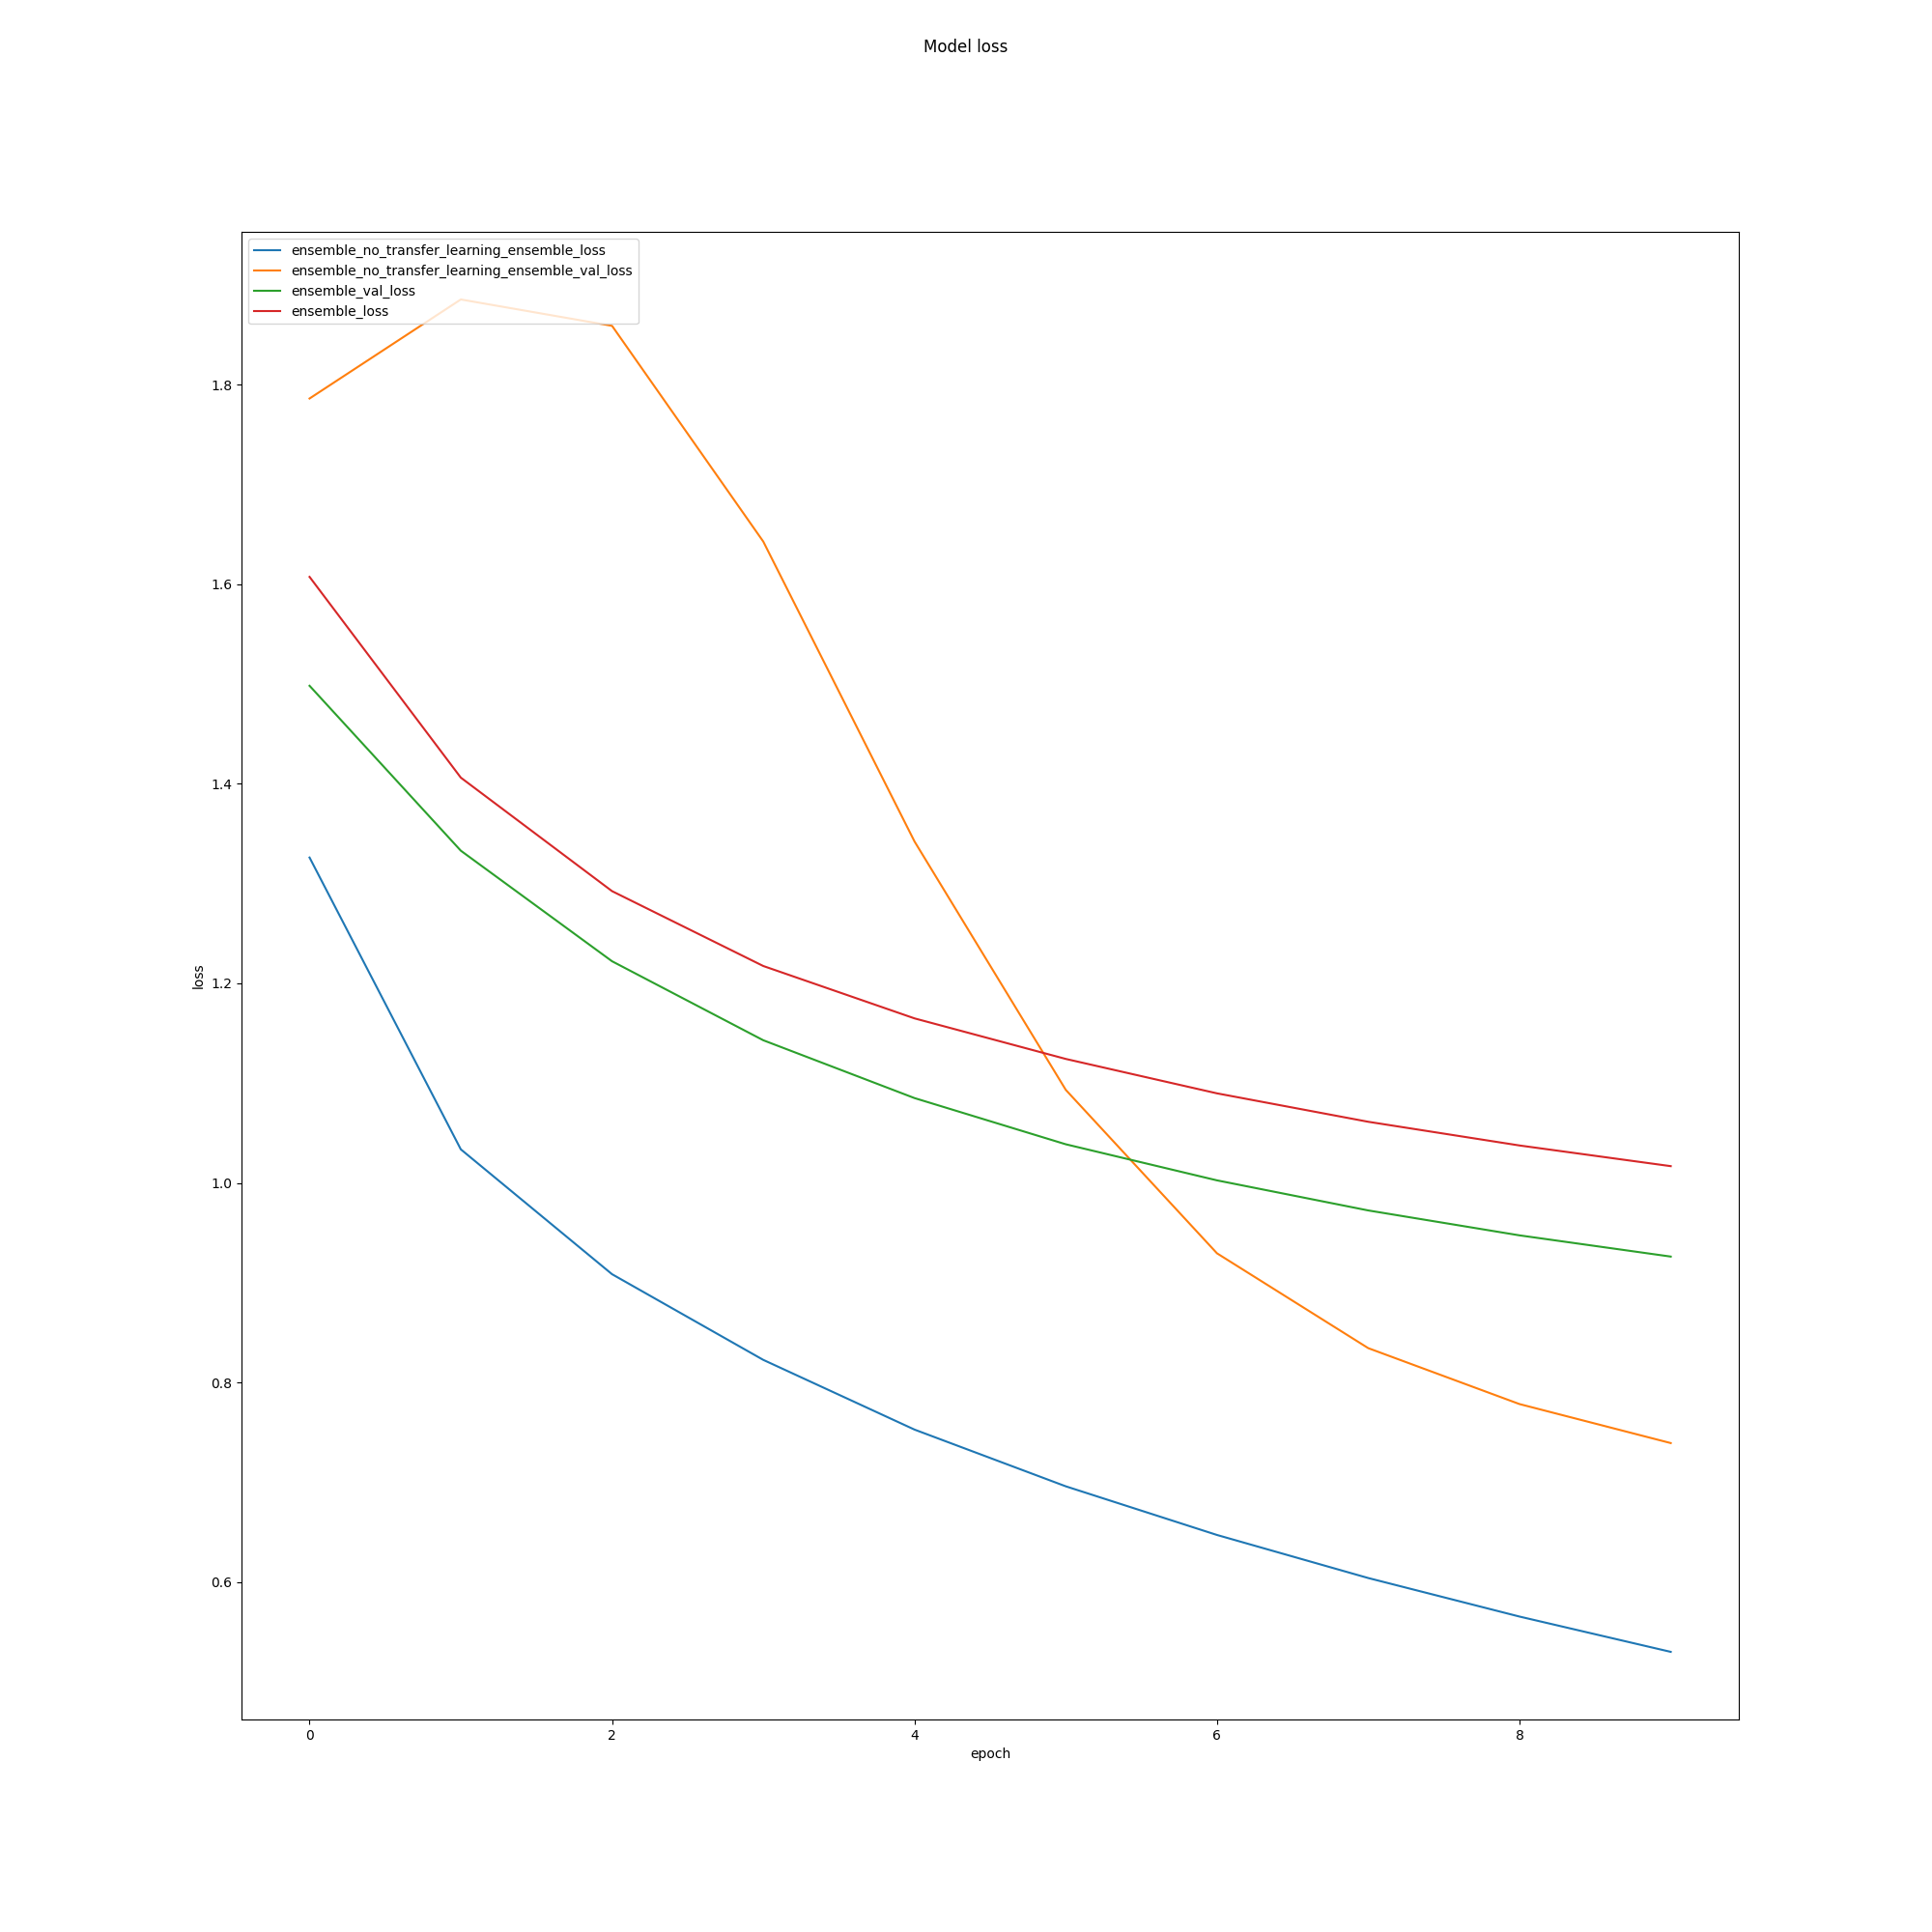 Model loss
ensemble_no_transfer_learning_ensemble_loss
ensemble_no_transfer_learning_ensemble_val_loss
ensemble_val_loss
ensemble_loss
1.8
1.6
1.4
1.2
1.0
0.8
0.6
loss
0 2 4 6 8
epoch